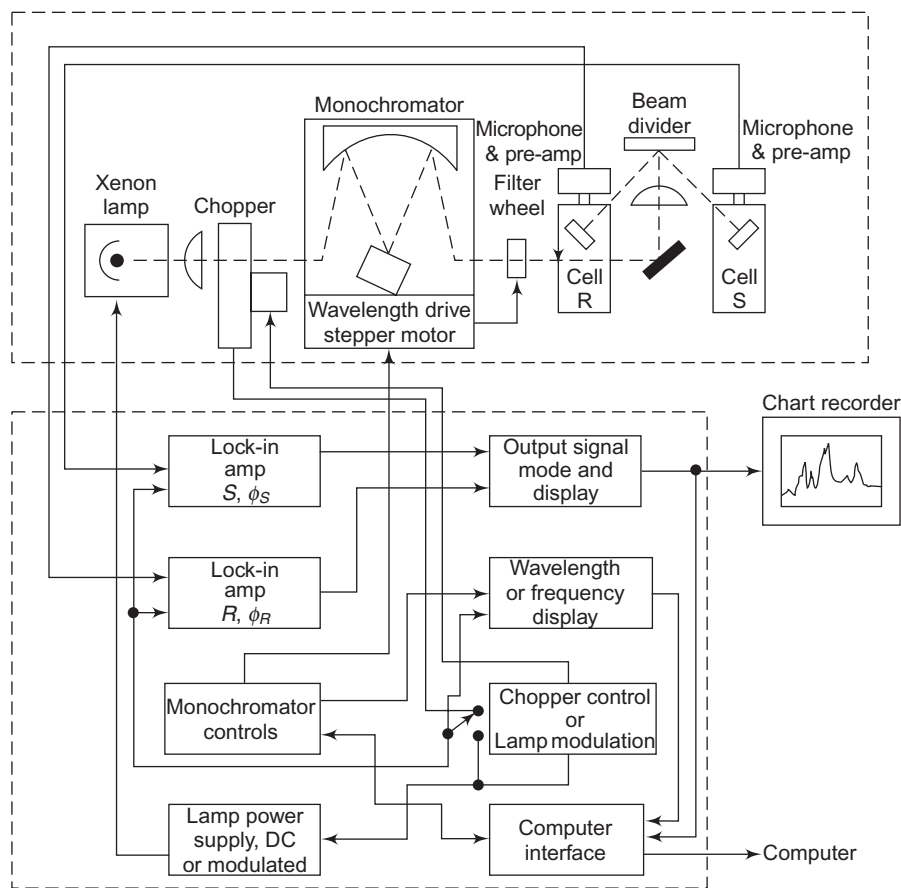 Monochromator
Beam
divider
Microphone
& pre-amp
Microphone
& pre-amp
Xenon
lamp
Chopper
Filter
wheel
Cell
R
Cell
S
Wavelength drive
stepper motor
Chart recorder
Lock-in
amp
S, ϕS
Output signal
mode and
display
Lock-in
amp
R, ϕR
Wavelength
or frequency
display
Monochromator
controls
Chopper control
or
Lamp modulation
Lamp power
supply, DC
or modulated
Computer
interface
Computer